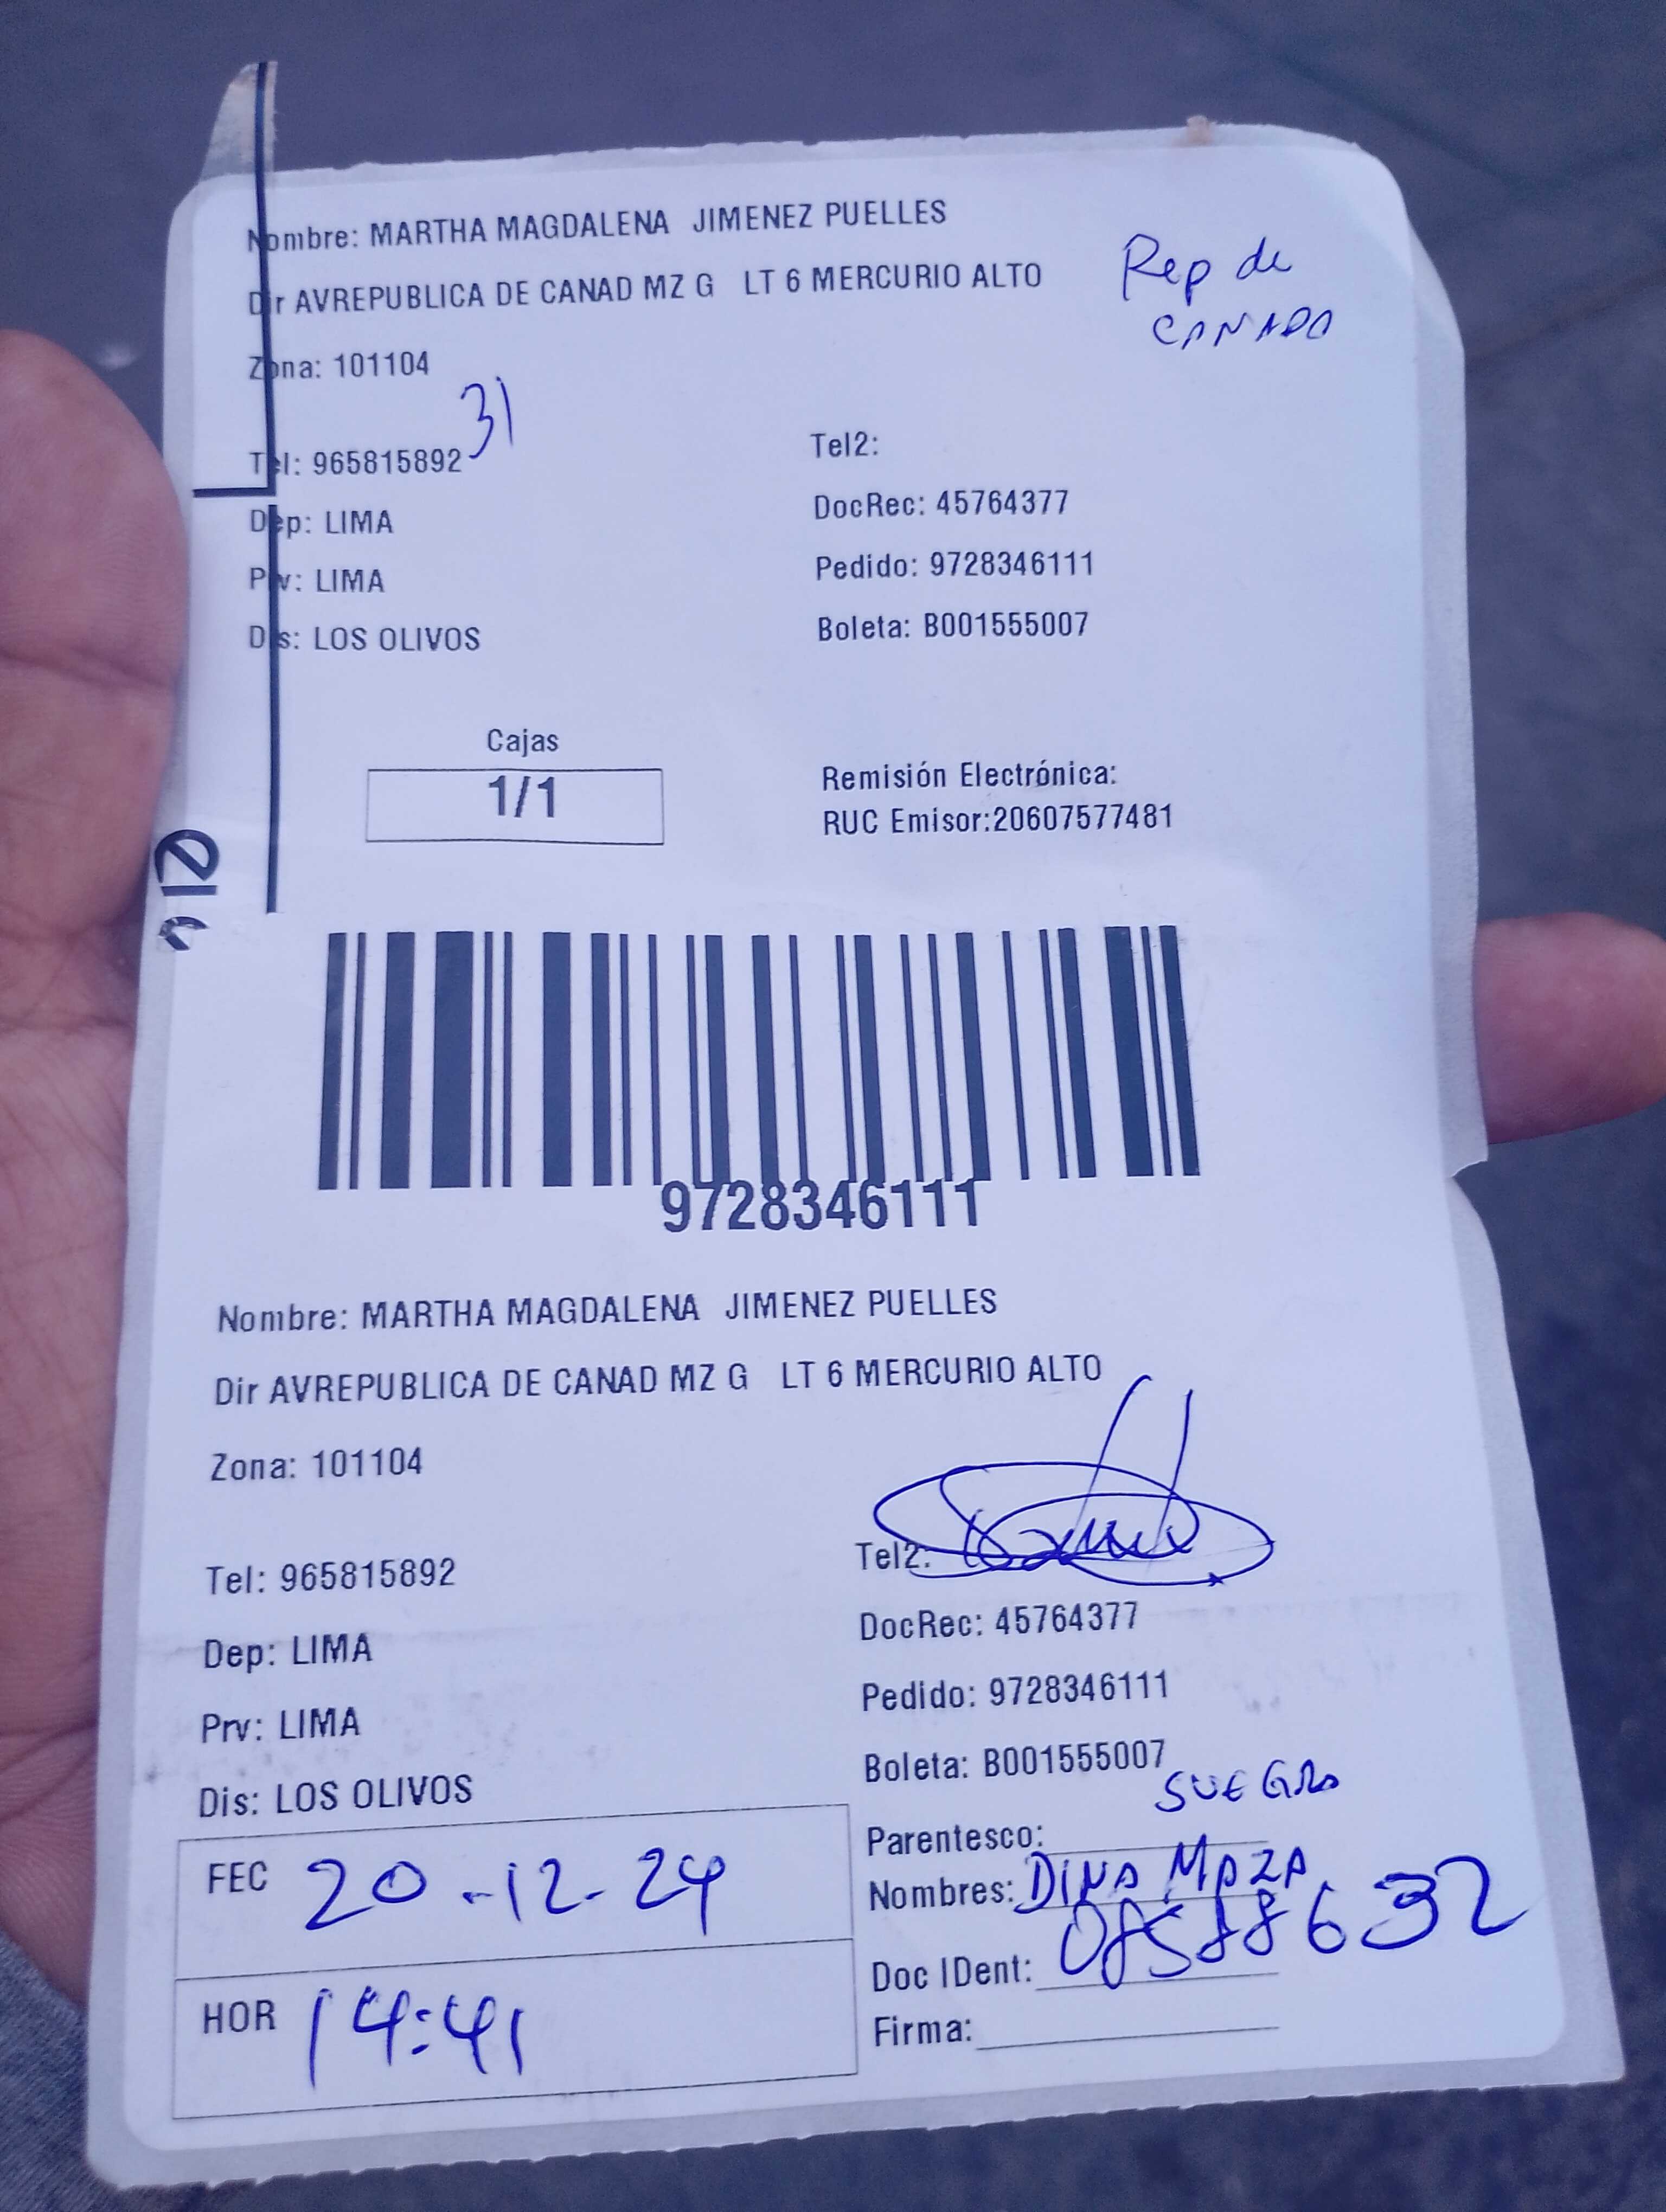 Nombre: MARTHA MAGDALENA JIMENEZ PUELLES
Dir AVREPUBLICA DE CANAD MZ G LT 6 MERCURIO ALTO
Rep de
CANADA
Zona: 101104
31
Tel: 965815892
Tel2:
Dep: LIMA
DocRec: 45764377
Prv: LIMA
Pedido: 9728346111
Dis: LOS OLIVOS
Boleta: B001555007
Cajas
1/1
Remisión Electrónica:
RUC Emisor:20607577481
9728346111
Nombre: MARTHA MAGDALENA JIMENEZ PUELLES
Dir AVREPUBLICA DE CANAD MZ G LT 6 MERCURIO ALTO
Zona: 101104
Tel: 965815892
Tel2:
Dep: LIMA
DocRec: 45764377
Prv: LIMA
Pedido: 9728346111
Dis: LOS OLIVOS
Boleta: B001555007
FEC 20-12-24
HOR 14:41
Parentesco: SUEGRA
Nombres: DINA MAZA
Doc IDent: 08588632
Firma: